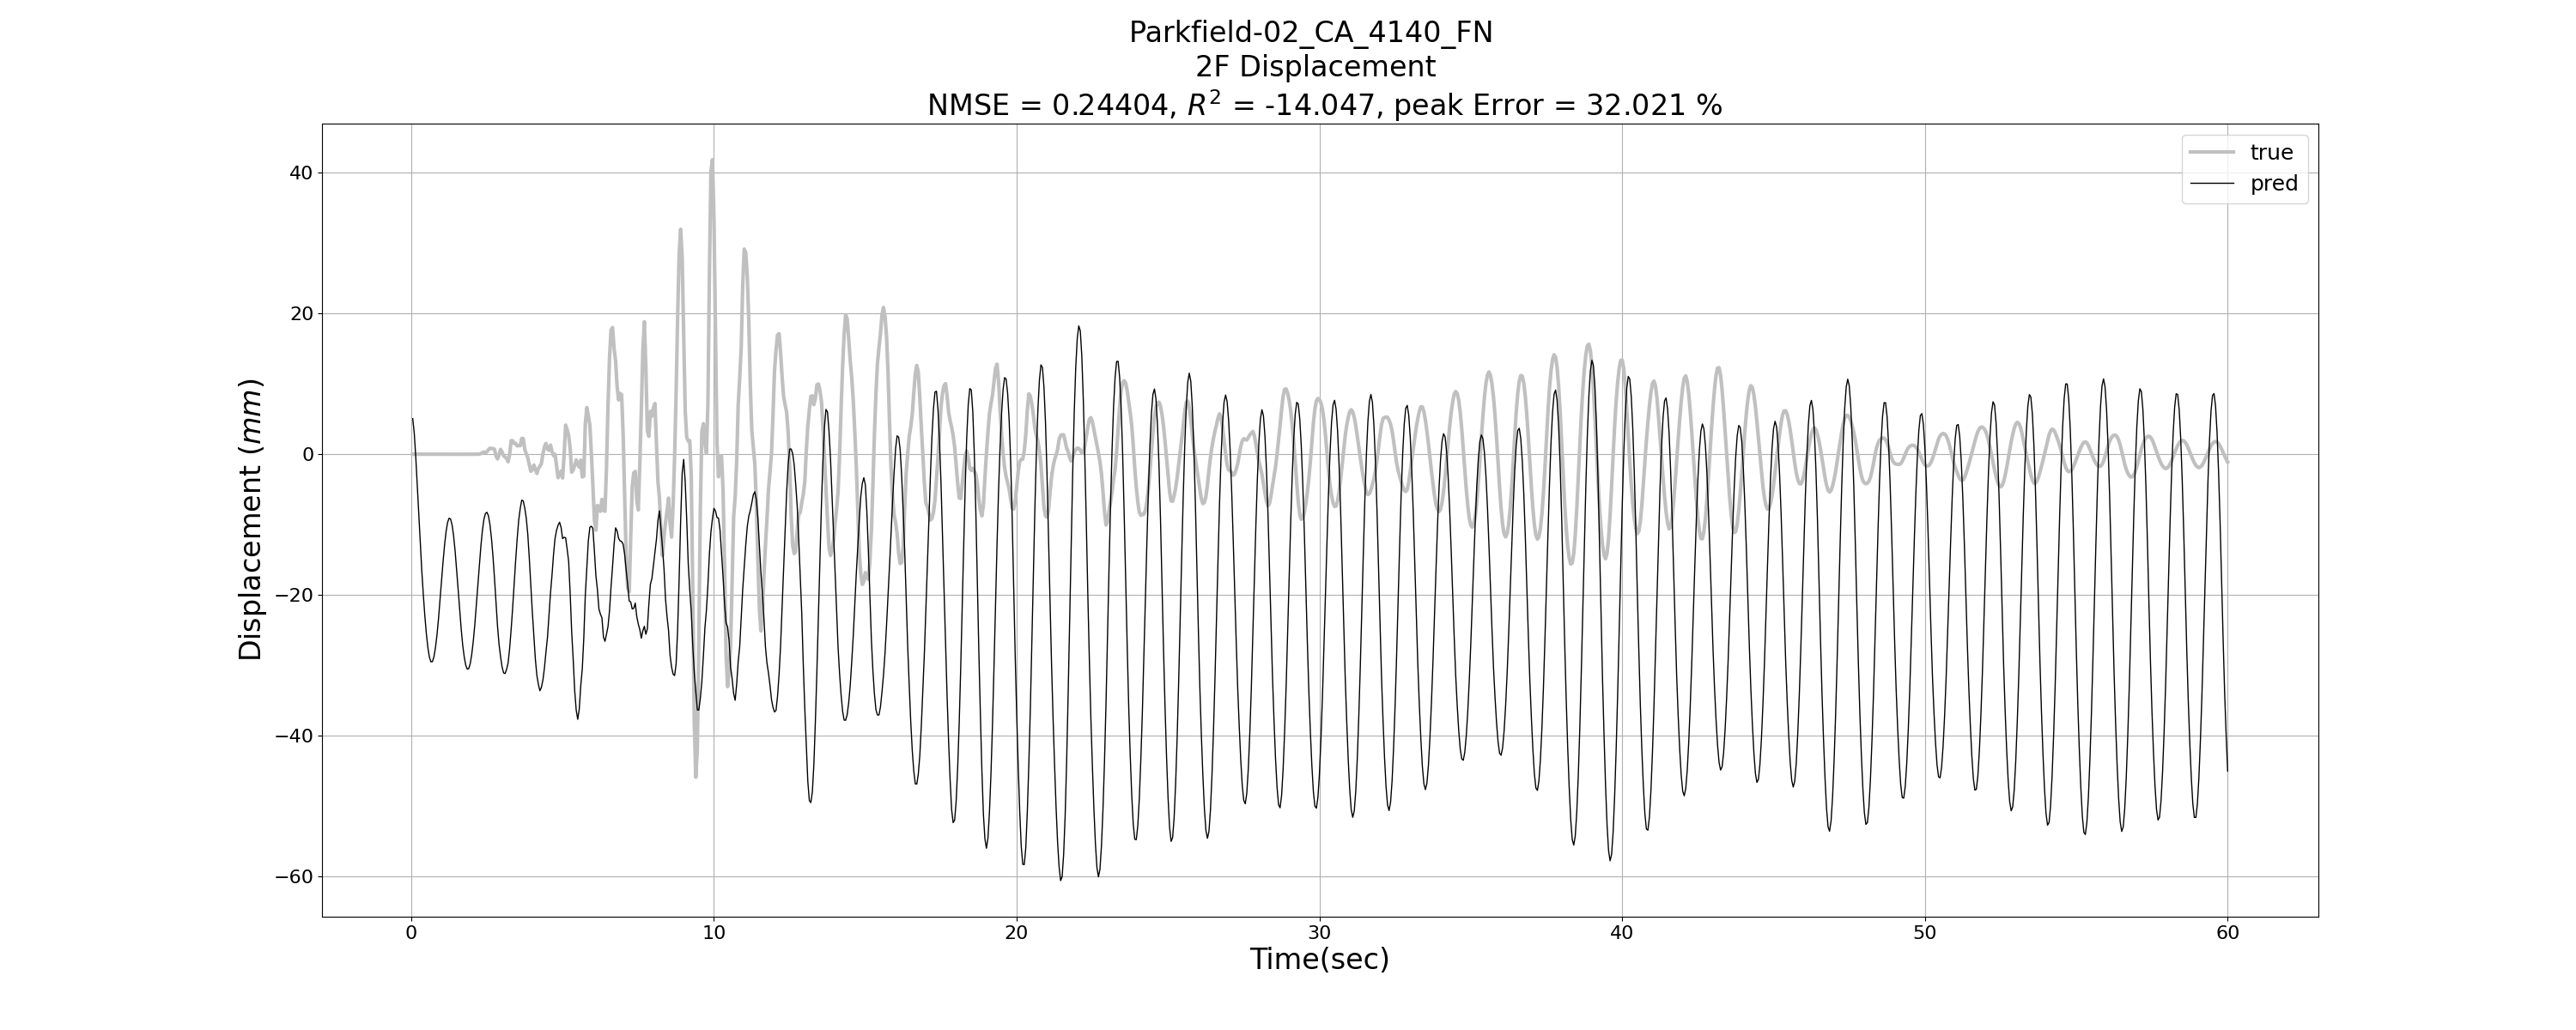 Parkfield-02_CA_4140_FN
2F Displacement
NMSE = 0.24404, R² = -14.047, peak Error = 32.021 %
true
pred
Displacement (mm)
40
20
0
−20
−40
−60
0 10 20 30 40 50 60
Time(sec)